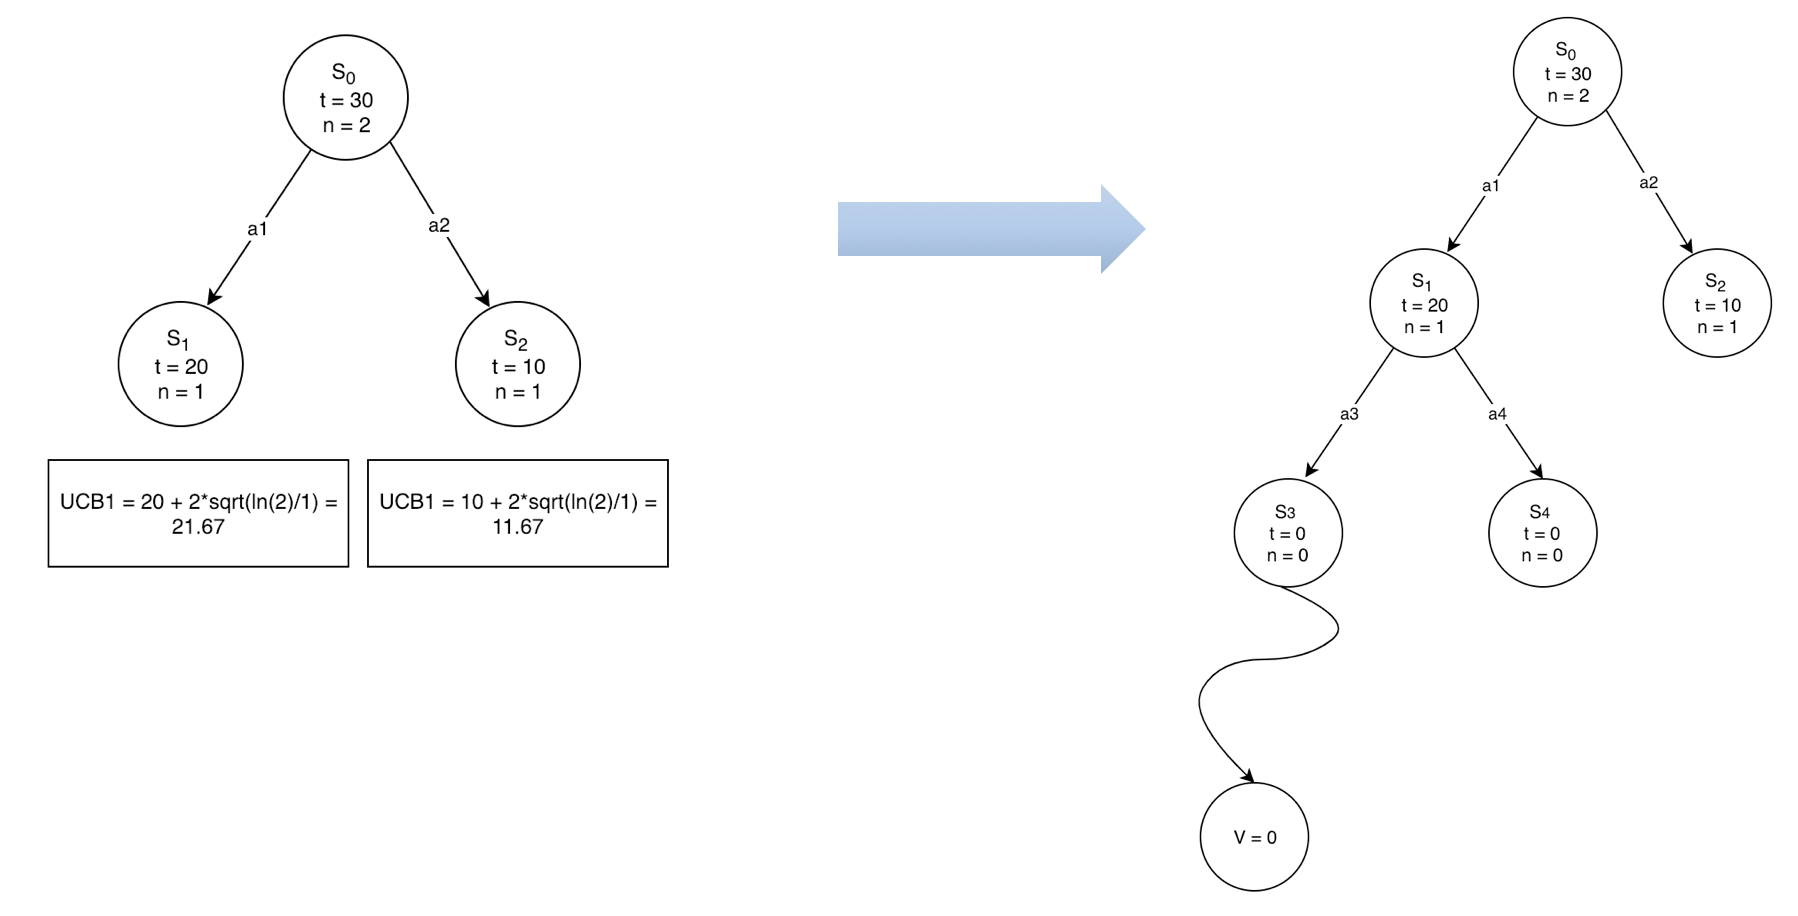 S0
t = 30
n = 2
a1
a2
S1
t = 20
n = 1
S2
t = 10
n = 1
UCB1 = 20 + 2*sqrt(ln(2)/1) =
21.67
UCB1 = 10 + 2*sqrt(ln(2)/1) =
11.67
S0
t = 30
n = 2
a1
a2
S1
t = 20
n = 1
S2
t = 10
n = 1
a3
a4
S3
t = 0
n = 0
S4
t = 0
n = 0
V = 0